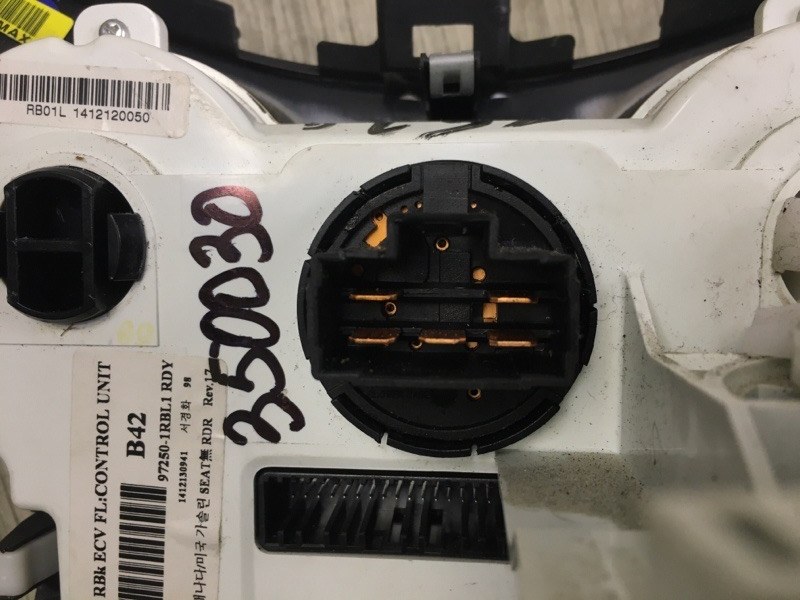 MAX
RB01L 1412120050
350030
RBk ECV FL:CONTROL UNIT
B42
97250-1RBL1 RDY
1412130941 서경화 98
캐나다/미국 가솔린 SEAT無 RDR Rev.17